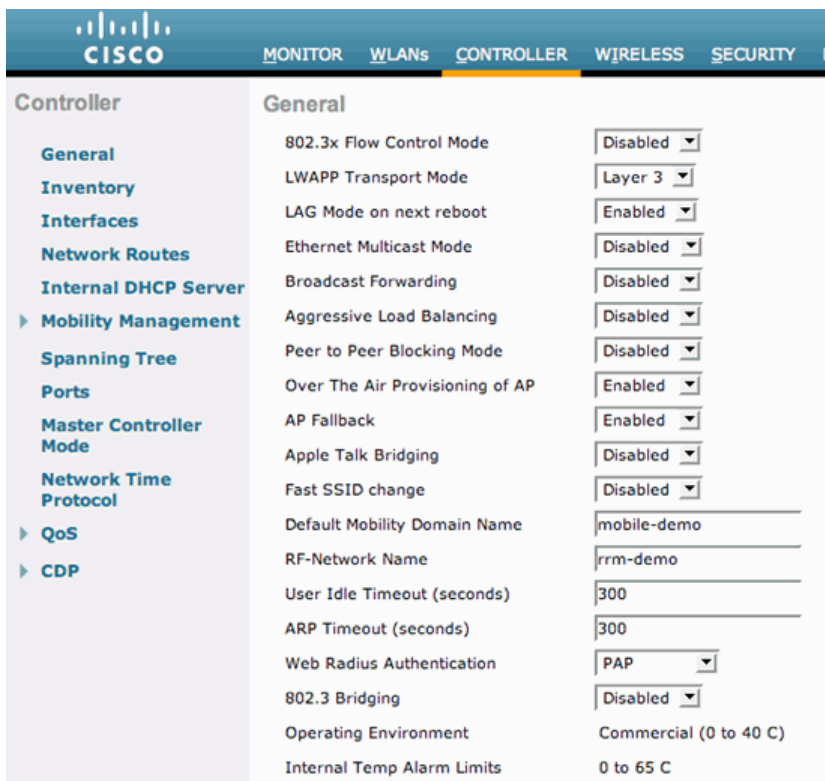 CISCO
MONITOR WLANs CONTROLLER WIRELESS SECURITY
Controller
General
Inventory
Interfaces
Network Routes
Internal DHCP Server
Mobility Management
Spanning Tree
Ports
Master Controller
Mode
Network Time
Protocol
QoS
CDP
General
802.3x Flow Control Mode Disabled
LWAPP Transport Mode Layer 3
LAG Mode on next reboot Enabled
Ethernet Multicast Mode Disabled
Broadcast Forwarding Disabled
Aggressive Load Balancing Disabled
Peer to Peer Blocking Mode Disabled
Over The Air Provisioning of AP Enabled
AP Fallback Enabled
Apple Talk Bridging Disabled
Fast SSID change Disabled
Default Mobility Domain Name mobile-demo
RF-Network Name rrm-demo
User Idle Timeout (seconds) 300
ARP Timeout (seconds) 300
Web Radius Authentication PAP
802.3 Bridging Disabled
Operating Environment Commercial (0 to 40 C)
Internal Temp Alarm Limits 0 to 65 C